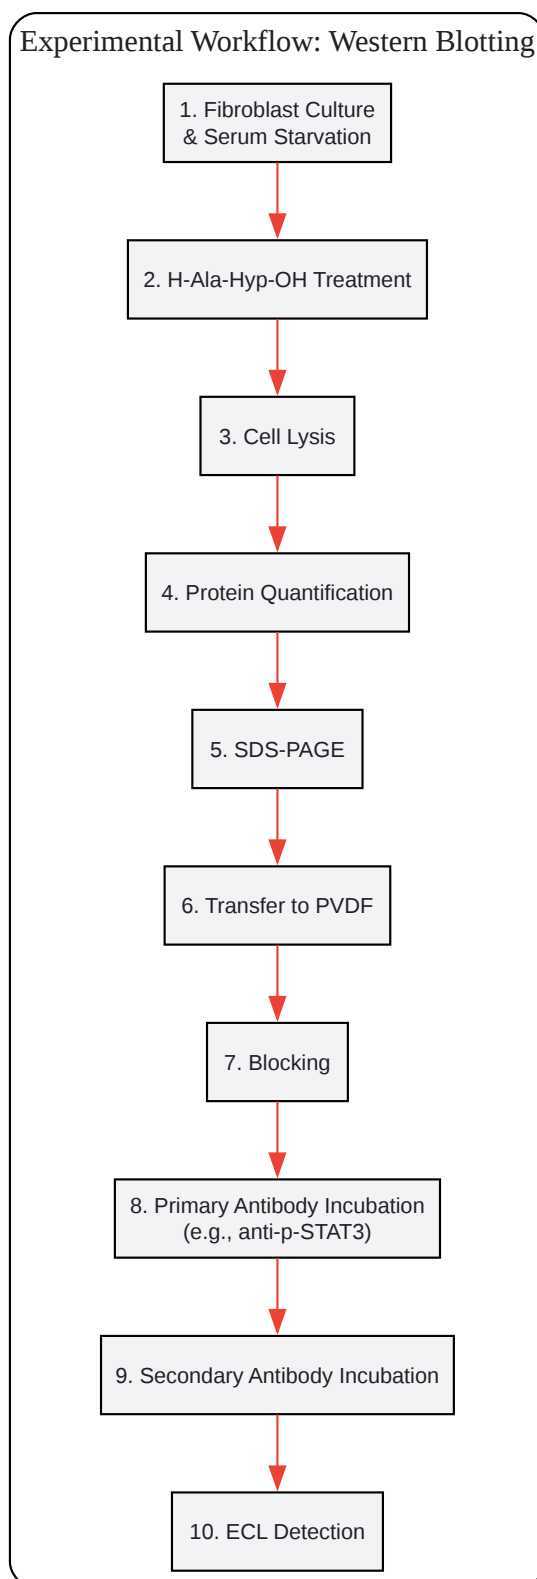 Experimental Workflow: Western Blotting
1. Fibroblast Culture
& Serum Starvation
2. H-Ala-Hyp-OH Treatment
3. Cell Lysis
4. Protein Quantification
5. SDS-PAGE
6. Transfer to PVDF
7. Blocking
8. Primary Antibody Incubation
(e.g., anti-p-STAT3)
9. Secondary Antibody Incubation
10. ECL Detection